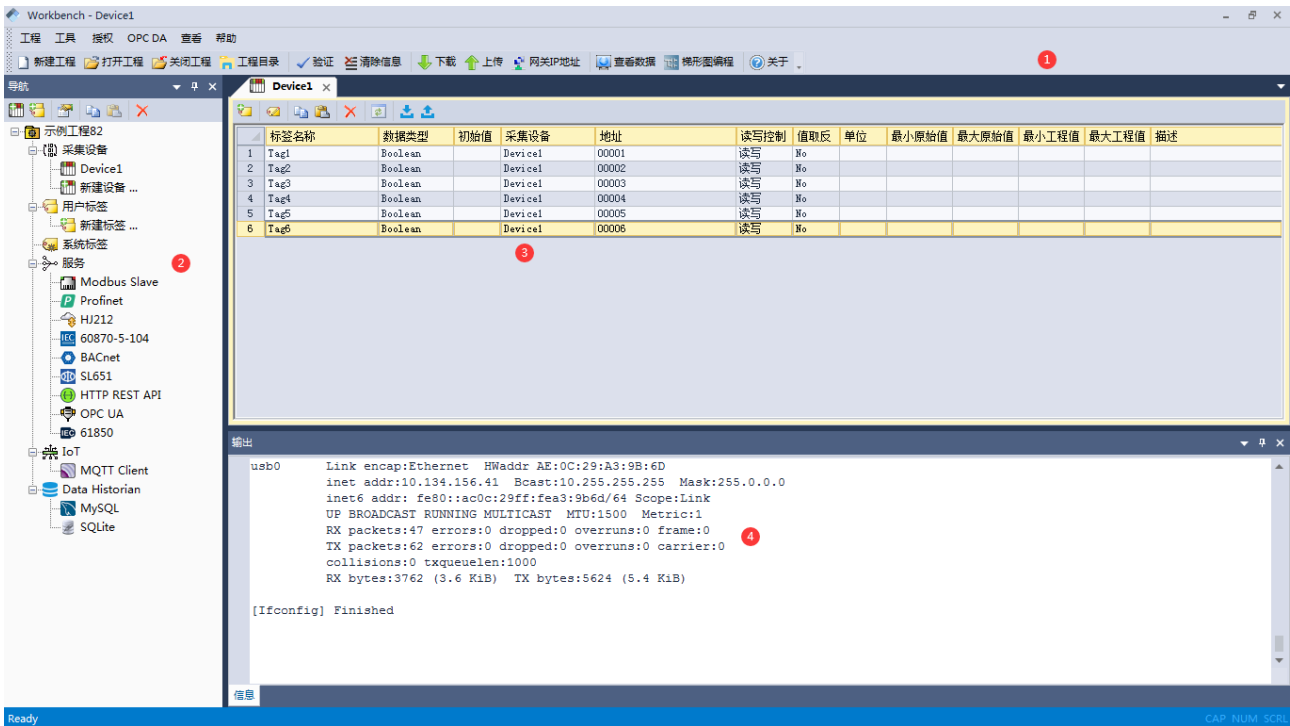 Workbench - Device1
工程 工具 授权 OPC DA 查看 帮助
新建工程 打开工程 关闭工程 工程目录 验证 清除信息 下载 上传 网关IP地址 查看数据 梯形图编程 关于
1
导航
Device1
示例工程82
采集设备
Device1
新建设备 ...
用户标签
新建标签 ...
系统标签
服务
2
Modbus Slave
Profinet
HJ212
IEC 60870-5-104
BACnet
SL651
HTTP REST API
OPC UA
IEC 61850
IoT
MQTT Client
Data Historian
MySQL
SQLite
标签名称 数据类型 初始值 采集设备 地址 读写控制 值取反 单位 最小原始值 最大原始值 最小工程值 最大工程值 描述
1 Tag1 Boolean Device1 00001 读写 No
2 Tag2 Boolean Device1 00002 读写 No
3 Tag3 Boolean Device1 00003 读写 No
4 Tag4 Boolean Device1 00004 读写 No
5 Tag5 Boolean Device1 00005 读写 No
6 Tag6 Boolean Device1 00006 读写 No
3
输出
usb0 Link encap:Ethernet HWaddr AE:0C:29:A3:9B:6D
inet addr:10.134.156.41 Bcast:10.255.255.255 Mask:255.0.0.0
inet6 addr: fe80::ac0c:29ff:fea3:9b6d/64 Scope:Link
UP BROADCAST RUNNING MULTICAST MTU:1500 Metric:1
RX packets:47 errors:0 dropped:0 overruns:0 frame:0
TX packets:62 errors:0 dropped:0 overruns:0 carrier:0
4
collisions:0 txqueuelen:1000
RX bytes:3762 (3.6 KiB) TX bytes:5624 (5.4 KiB)
[Ifconfig] Finished
信息
Ready
CAP NUM SCRL